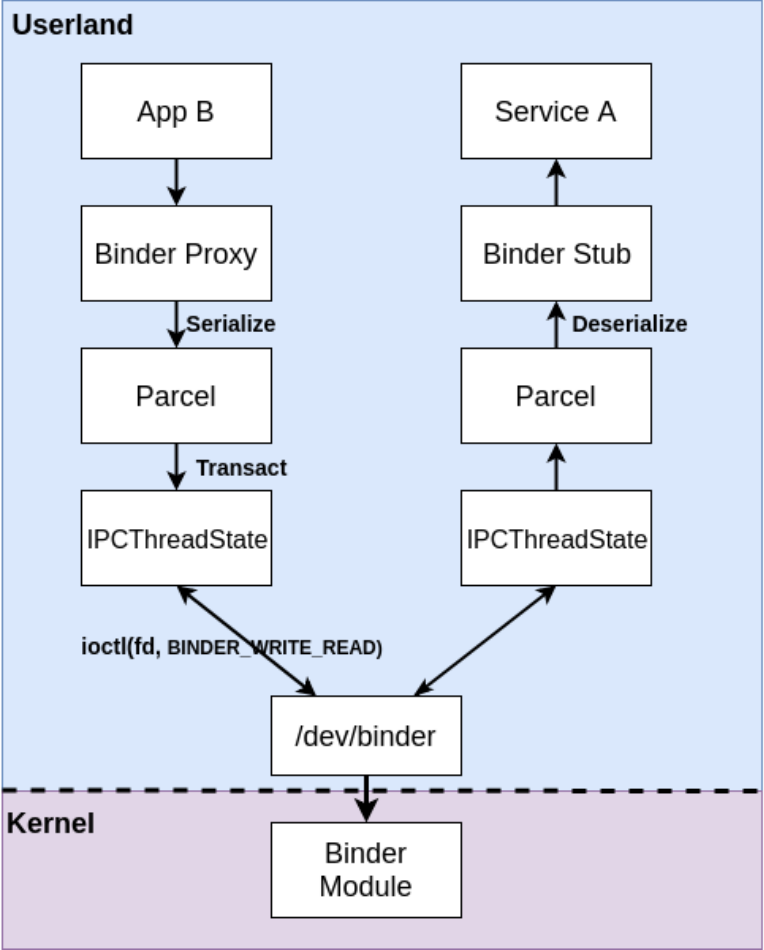 Userland
App B
Service A
Binder Proxy
Binder Stub
Serialize
Deserialize
Parcel
Parcel
Transact
IPCThreadState
IPCThreadState
ioctl(fd, BINDER_WRITE_READ)
/dev/binder
Kernel
Binder
Module